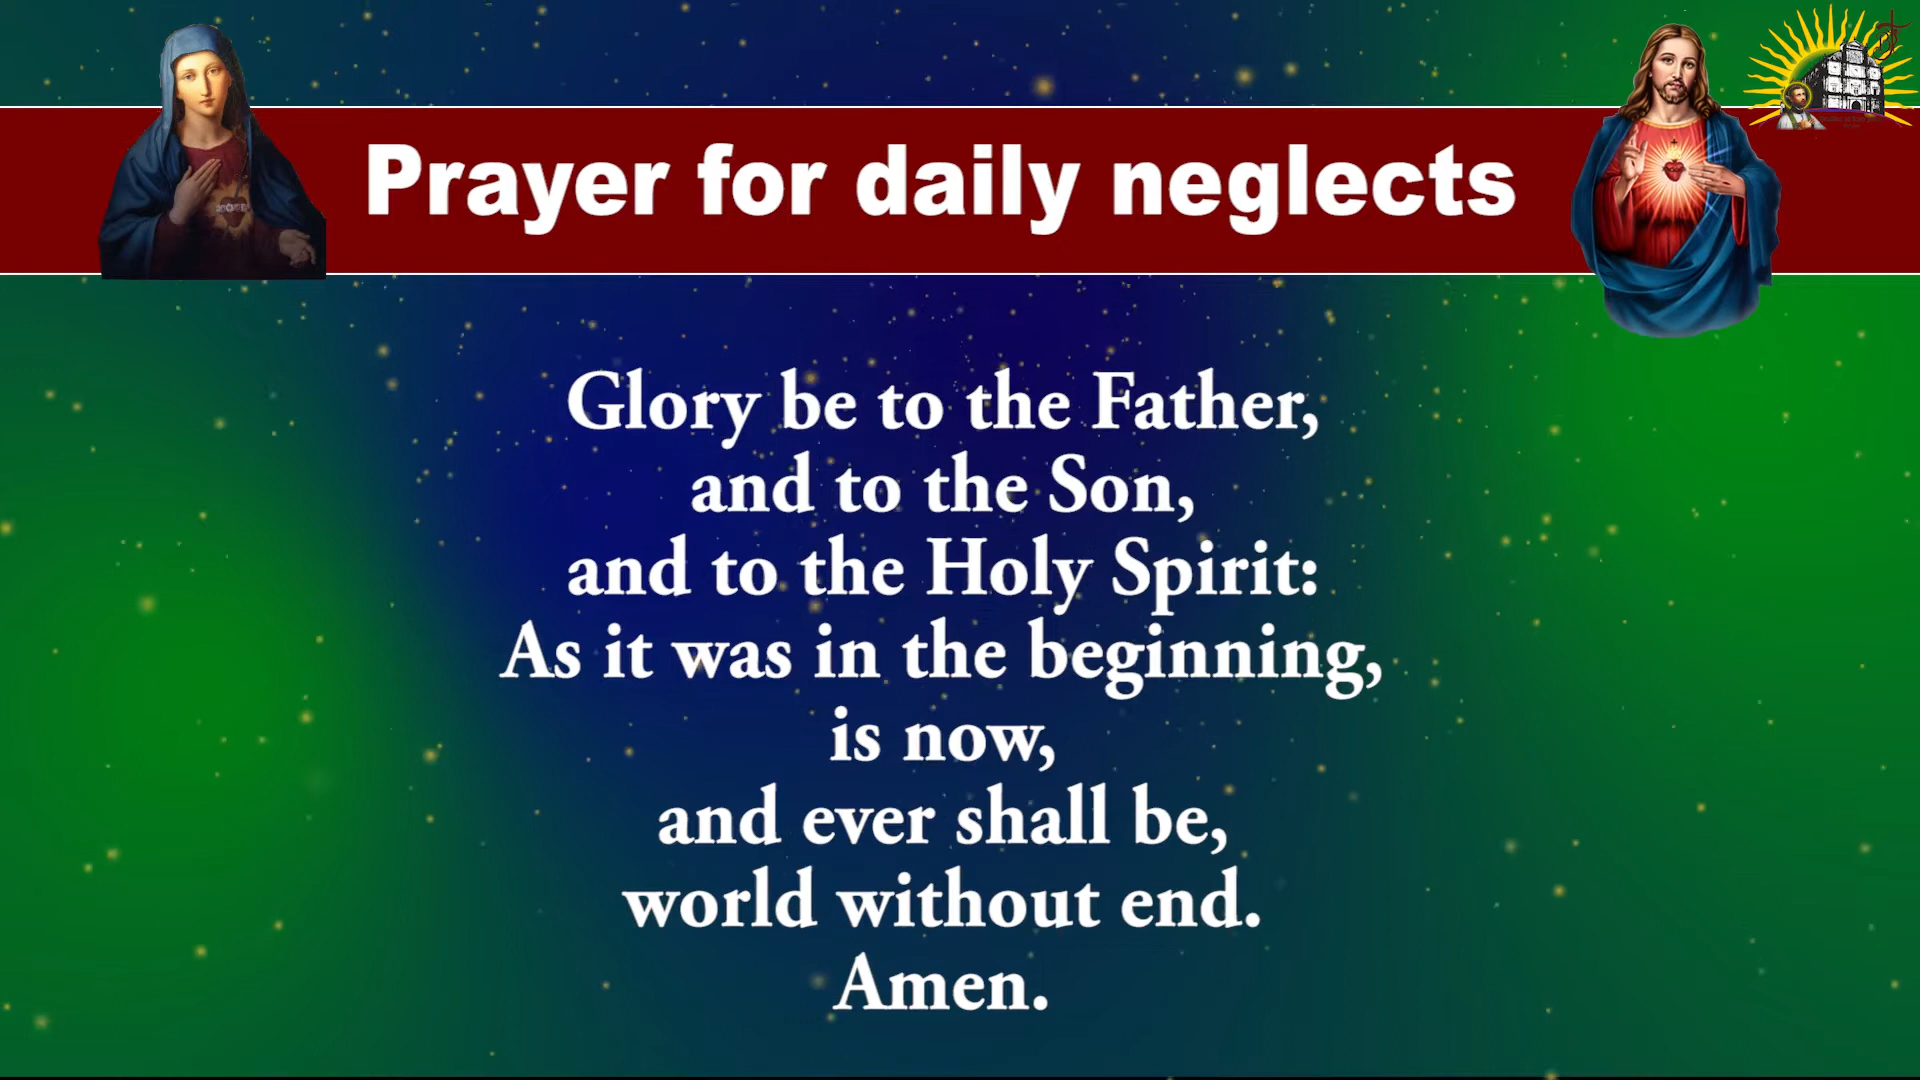 Prayer for daily neglects
Glory be to the Father,
and to the Son,
and to the Holy Spirit:
As it was in the beginning,
is now,
and ever shall be,
world without end.
Amen.